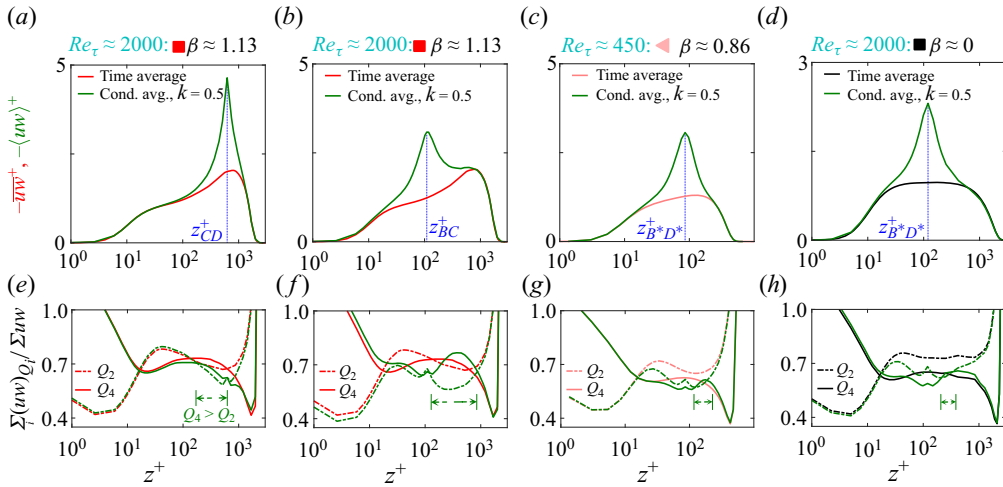 (a) (b) (c) (d)
Re_τ ≈ 2000: β ≈ 1.13 Re_τ ≈ 2000: β ≈ 1.13 Re_τ ≈ 450: β ≈ 0.86 Re_τ ≈ 2000: β ≈ 0
5 5 5 3
Time average Time average Time average Time average
Cond. avg., k = 0.5 Cond. avg., k = 0.5 Cond. avg., k = 0.5 Cond. avg., k = 0.5
−\overline{uw}^+, −⟨uw⟩^+
z^+_{CD} z^+_{BC} z^+_{B*D*} z^+_{B*D*}
0 0 0 0
10^0 10^1 10^2 10^3 10^0 10^1 10^2 10^3 10^0 10^1 10^2 10^0 10^1 10^2 10^3
(e) (f) (g) (h)
1.0 1.0 1.0 1.0
0.7 0.7 0.7 0.7
Σ_i(uw)_{Q_i}/Σuw
Q_2 Q_2 Q_2 Q_2
Q_4 Q_4 Q_4 Q_4
Q_4 > Q_2
0.4 0.4 0.4 0.4
10^0 10^1 10^2 10^3 10^0 10^1 10^2 10^3 10^0 10^1 10^2 10^0 10^1 10^2 10^3
z^+ z^+ z^+ z^+